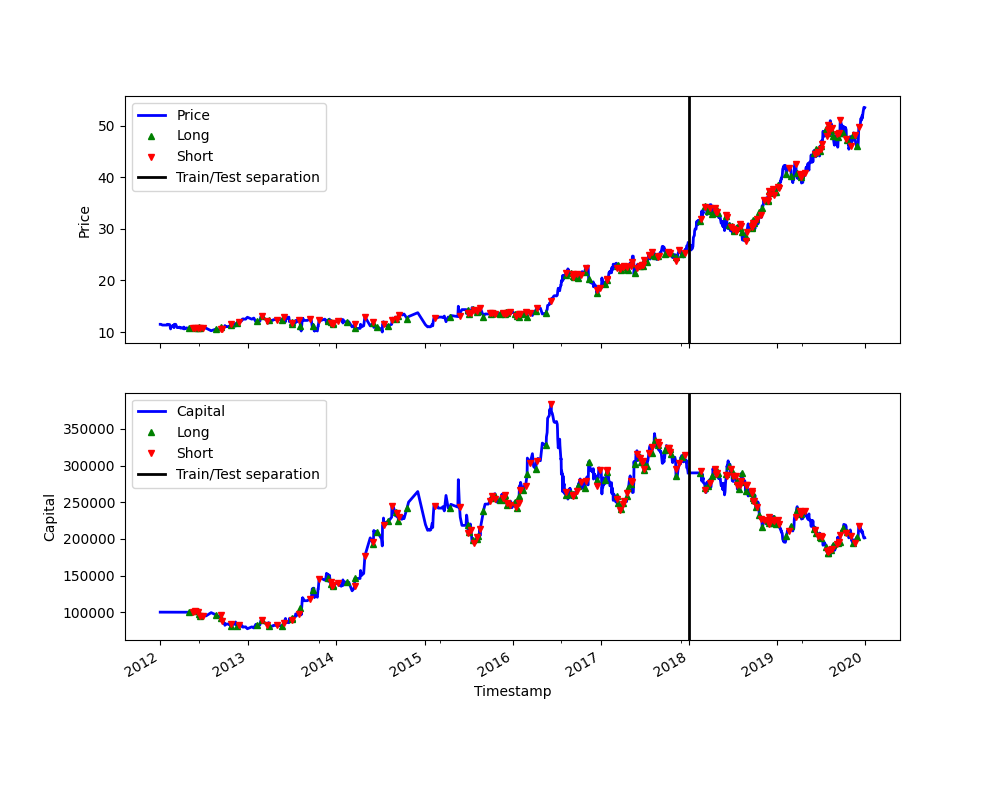 Price
Long
Short
Train/Test separation
50
40
30
20
10
Price
Capital
Long
Short
Train/Test separation
350000
300000
250000
200000
150000
100000
Capital
2012
2013
2014
2015
2016
2017
2018
2019
2020
Timestamp